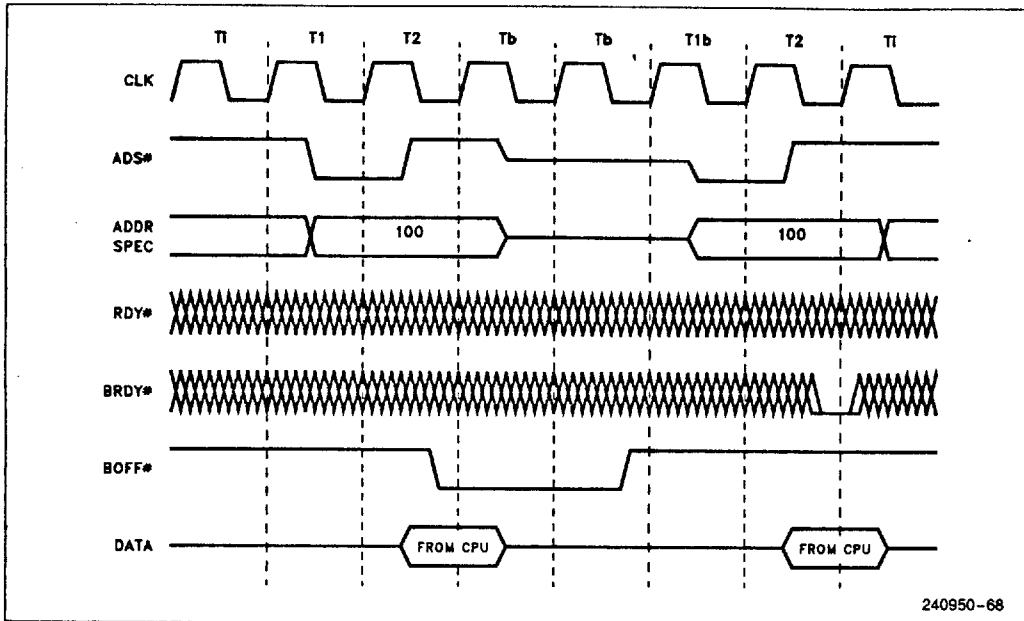 Ti T1 T2 Tb Tb T1b T2 Ti
CLK
ADS#
ADDR
SPEC
100 100
RDY#
BRDY#
BOFF#
DATA
FROM CPU FROM CPU
240950-68